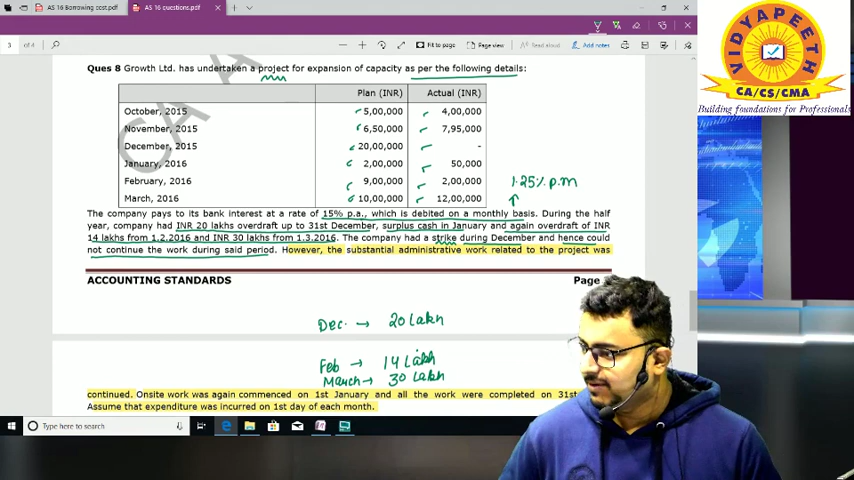 AS 16 Borrowing cost.pdf
AS 16 cuestions.pdf
3
of 4
Fit to page
Page view
Read aloud
Add notes
Ques 8 Growth Ltd. has undertaken a project for expansion of capacity as per the following details:
Plan (INR) Actual (INR)
October, 2015 5,00,000 4,00,000
November, 2015 6,50,000 7,95,000
December, 2015 20,00,000 -
January, 2016 2,00,000 50,000
February, 2016 9,00,000 2,00,000
March, 2016 10,00,000 12,00,000
1.25% p.m
The company pays to its bank interest at a rate of 15% p.a., which is debited on a monthly basis. During the half
year, company had INR 20 lakhs overdraft up to 31st December, surplus cash in January and again overdraft of INR
14 lakhs from 1.2.2016 and INR 30 lakhs from 1.3.2016. The company had a strike during December and hence could
not continue the work during said period. However, the substantial administrative work related to the project was
ACCOUNTING STANDARDS Page
Dec. → 20 Lakh
Feb → 14 Lakh
March → 30 Lakh
continued. Onsite work was again commenced on 1st January and all the work were completed on 31st
Assume that expenditure was incurred on 1st day of each month.
Type here to search
VIDYAPEETH
CA/CS/CMA
Building foundations for Professionals
CA